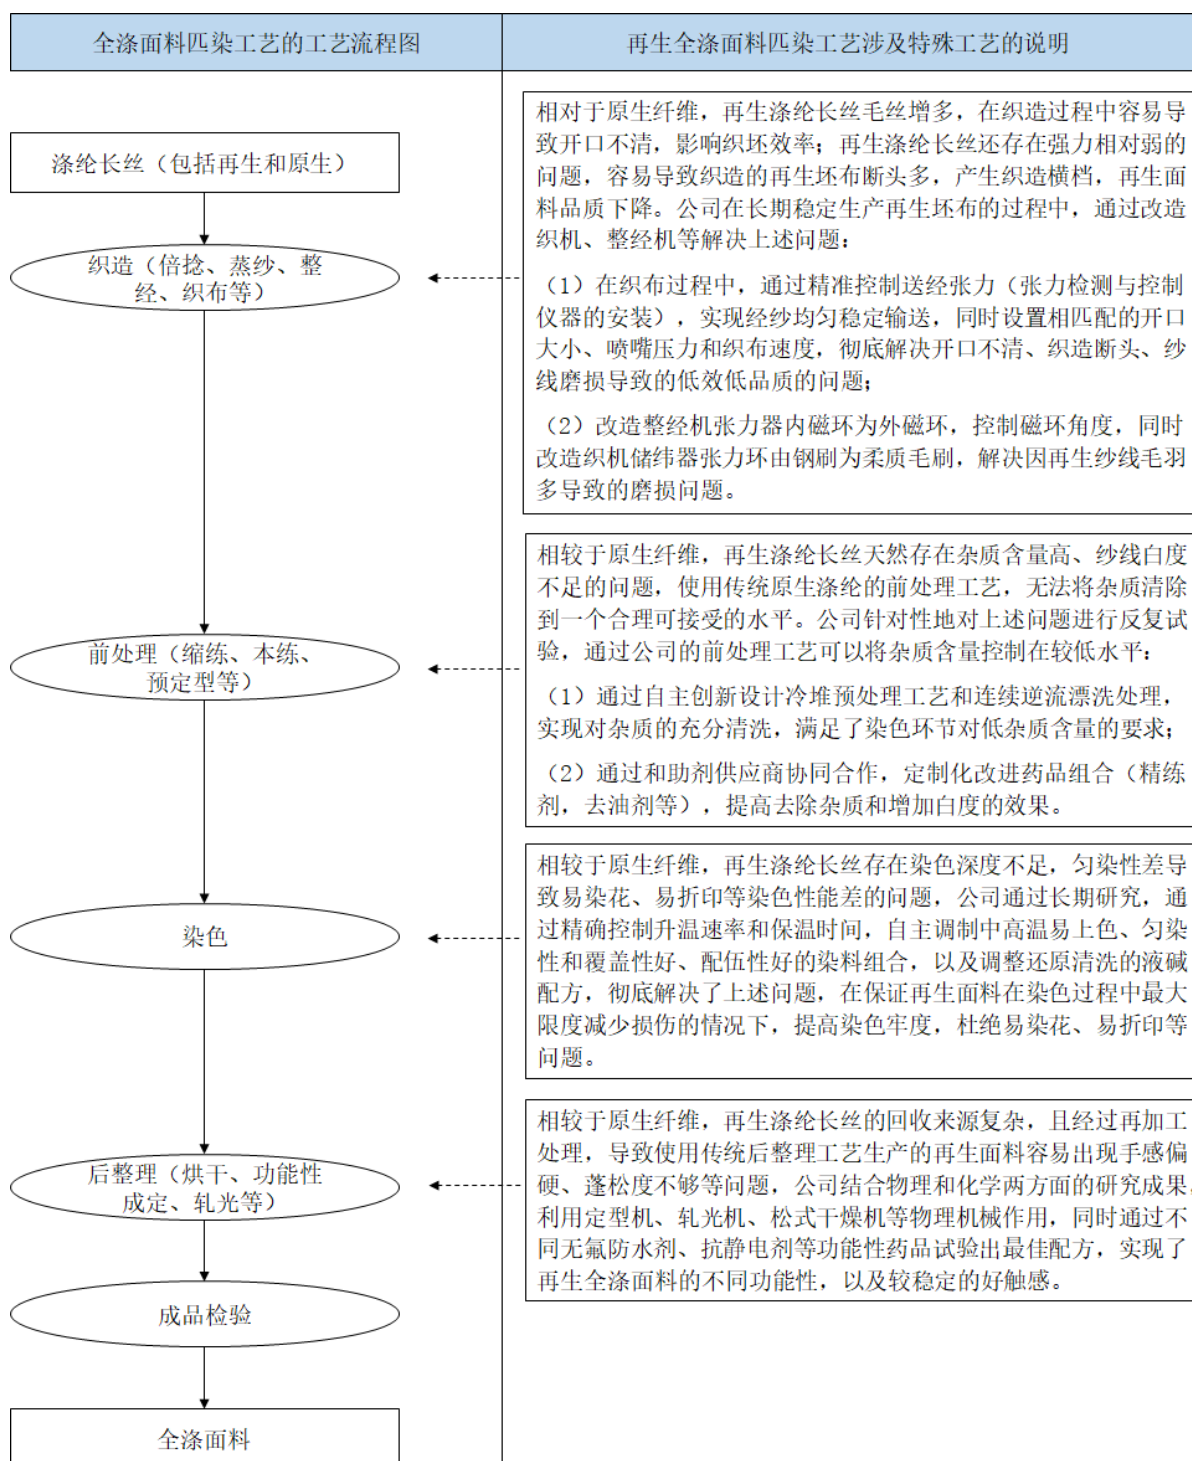 全涤面料匹染工艺的工艺流程图
再生全涤面料匹染工艺涉及特殊工艺的说明
涤纶长丝（包括再生和原生）
相对于原生纤维，再生涤纶长丝毛丝增多，在织造过程中容易导
致开口不清，影响织坯效率；再生涤纶长丝还存在强力相对弱的
问题，容易导致织造的再生坯布断头多，产生织造横档，再生面
料品质下降。公司在长期稳定生产再生坯布的过程中，通过改造
织机、整经机等解决上述问题：
（1）在织布过程中，通过精准控制送经张力（张力检测与控制
仪器的安装），实现经纱均匀稳定输送，同时设置相匹配的开口
大小、喷嘴压力和织布速度，彻底解决开口不清、织造断头、纱
线磨损导致的低效低品质的问题；
（2）改造整经机张力器内磁环为外磁环，控制磁环角度，同时
改造织机储纬器张力环由钢刷为柔质毛刷，解决因再生纱线毛羽
多导致的磨损问题。
织造（倍捻、蒸纱、整
经、织布等）
相较于原生纤维，再生涤纶长丝天然存在杂质含量高、纱线白度
不足的问题，使用传统原生涤纶的前处理工艺，无法将杂质清除
到一个合理可接受的水平。公司针对性地对上述问题进行反复试
验，通过公司的前处理工艺可以将杂质含量控制在较低水平：
（1）通过自主创新设计冷堆预处理工艺和连续逆流漂洗处理，
实现对杂质的充分清洗，满足了染色环节对低杂质含量的要求；
（2）通过和助剂供应商协同合作，定制化改进药品组合（精练
剂，去油剂等），提高去除杂质和增加白度的效果。
前处理（缩练、本练、
预定型等）
相较于原生纤维，再生涤纶长丝存在染色深度不足，匀染性差导
致易染花、易折印等染色性能差的问题，公司通过长期研究，通
过精确控制升温速率和保温时间，自主调制中高温易上色、匀染
性和覆盖性好、配伍性好的染料组合，以及调整还原清洗的液碱
配方，彻底解决了上述问题，在保证再生面料在染色过程中最大
限度减少损伤的情况下，提高染色牢度，杜绝易染花、易折印等
问题。
染色
相较于原生纤维，再生涤纶长丝的回收来源复杂，且经过再加工
处理，导致使用传统后整理工艺生产的再生面料容易出现手感偏
硬、蓬松度不够等问题，公司结合物理和化学两方面的研究成果，
利用定型机、轧光机、松式干燥机等物理机械作用，同时通过不
同无氟防水剂、抗静电剂等功能性药品试验出最佳配方，实现了
再生全涤面料的不同功能性，以及较稳定的好触感。
后整理（烘干、功能性
成定、轧光等）
成品检验
全涤面料